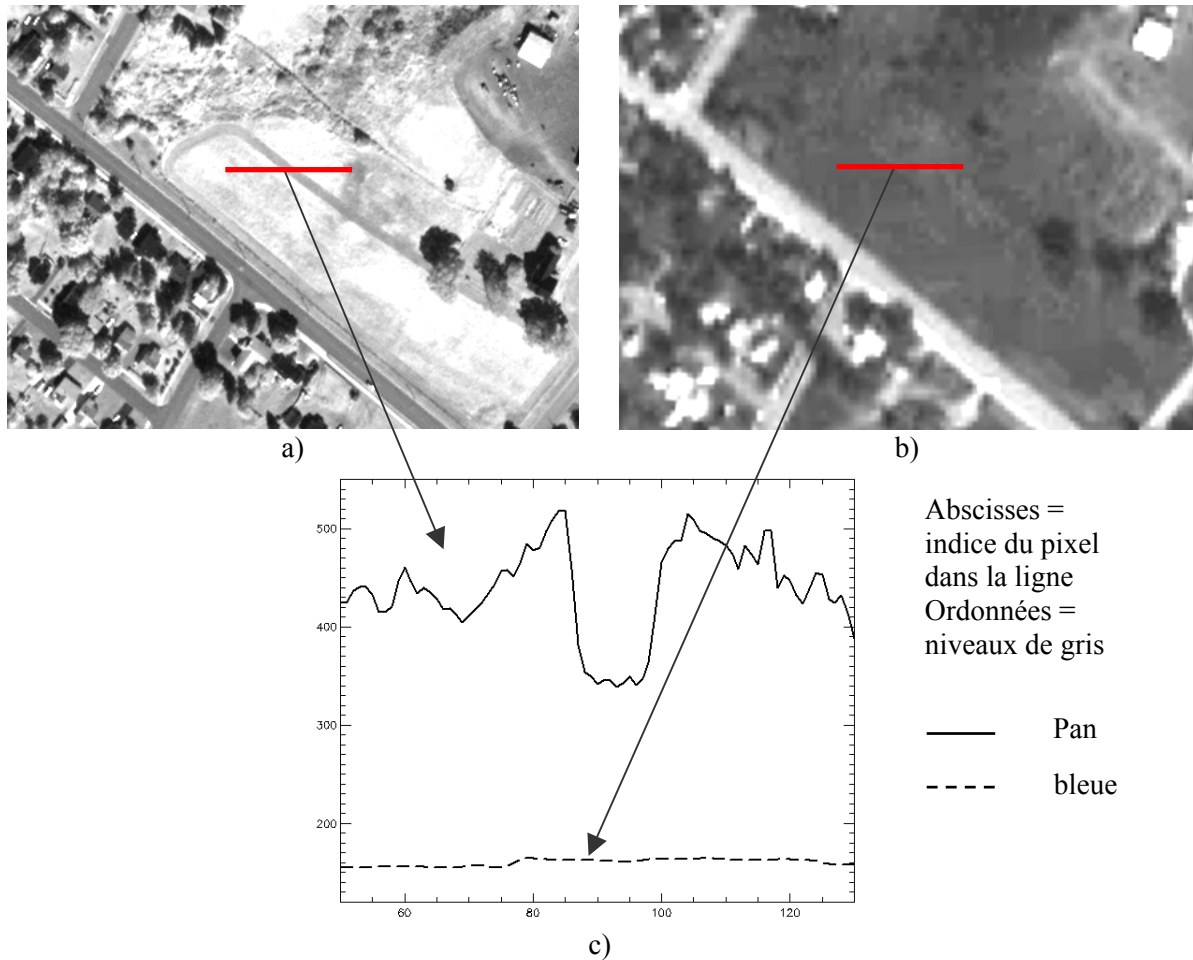 a)
b)
500
400
300
200
60
80
100
120
Abscisses =
indice du pixel
dans la ligne
Ordonnées =
niveaux de gris
Pan
bleue
c)